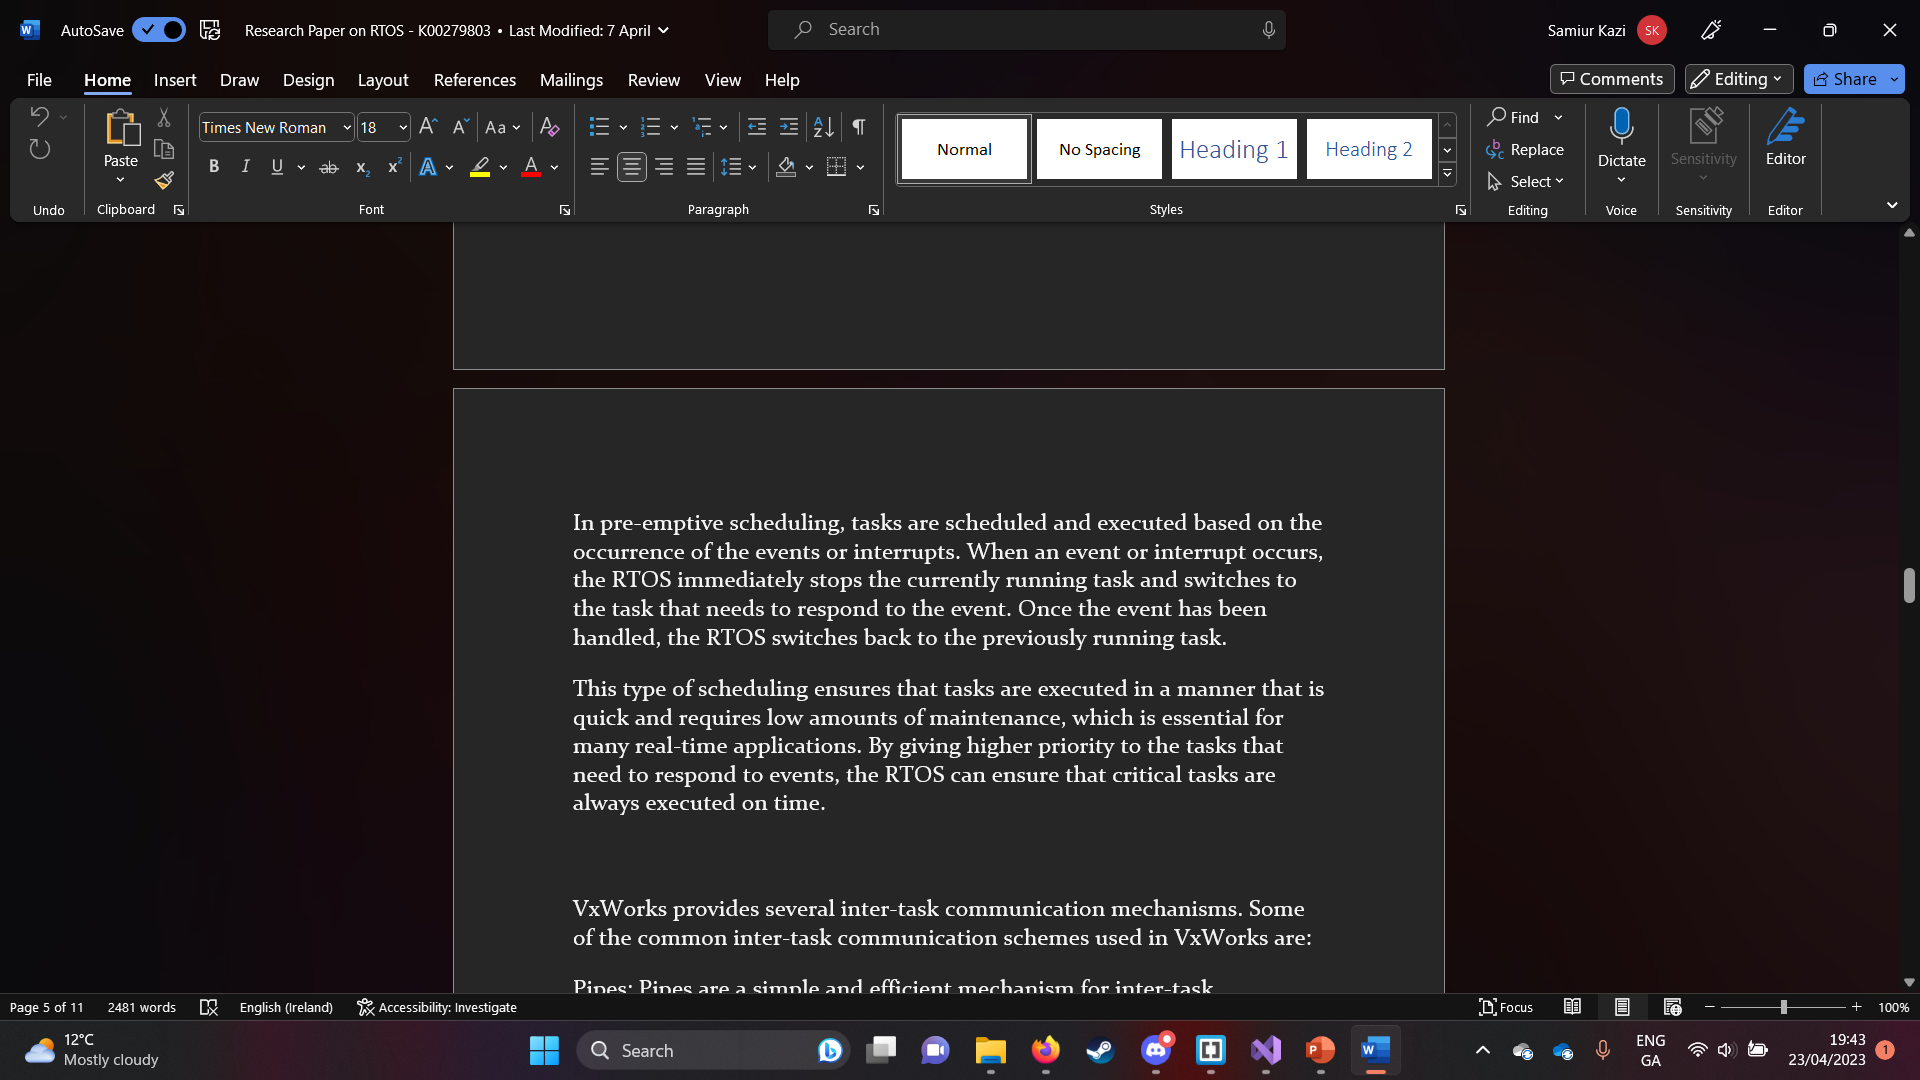 AutoSave
Research Paper on RTOS - K00279803 • Last Modified: 7 April
Search
Samiur Kazi
SK
File
Home
Insert
Draw
Design
Layout
References
Mailings
Review
View
Help
Comments
Editing
Share
Undo
Paste
Clipboard
Times New Roman
18
Font
Paragraph
Normal
No Spacing
Heading 1
Heading 2
Styles
Find
Replace
Select
Editing
Dictate
Voice
Sensitivity
Sensitivity
Editor
Editor
In pre-emptive scheduling, tasks are scheduled and executed based on the
occurrence of the events or interrupts. When an event or interrupt occurs,
the RTOS immediately stops the currently running task and switches to
the task that needs to respond to the event. Once the event has been
handled, the RTOS switches back to the previously running task.
This type of scheduling ensures that tasks are executed in a manner that is
quick and requires low amounts of maintenance, which is essential for
many real-time applications. By giving higher priority to the tasks that
need to respond to events, the RTOS can ensure that critical tasks are
always executed on time.
VxWorks provides several inter-task communication mechanisms. Some
of the common inter-task communication schemes used in VxWorks are:
Pipes: Pipes are a simple and efficient mechanism for inter-task
Page 5 of 11
2481 words
English (Ireland)
Accessibility: Investigate
Focus
100%
12°C
Mostly cloudy
Search
ENG
GA
19:43
23/04/2023
1